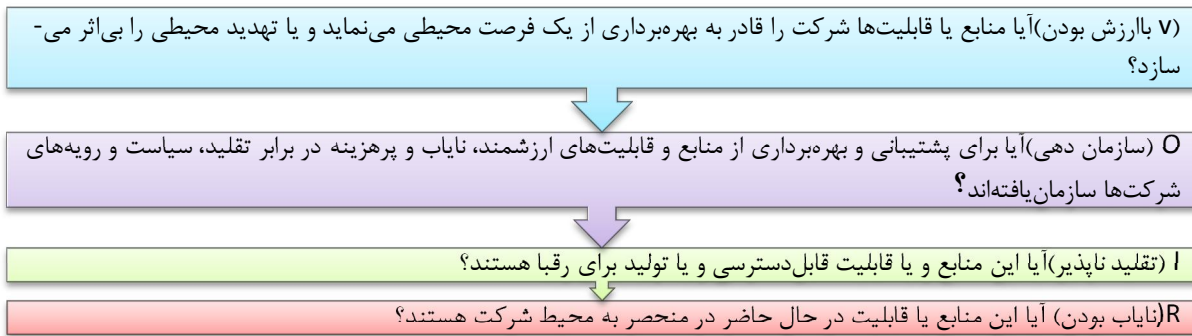 (V باارزش بودن)آیا منابع یا قابلیت‌ها شرکت را قادر به بهره‌برداری از یک فرصت محیطی می‌نماید و یا تهدید محیطی را بی‌اثر می-
سازد؟
O (سازمان دهی)آیا برای پشتیبانی و بهره‌برداری از منابع و قابلیت‌های ارزشمند، نایاب و پرهزینه در برابر تقلید، سیاست و رویه‌های
شرکت‌ها سازمان‌یافته‌اند؟
I (تقلید ناپذیر)آیا این منابع و یا قابلیت قابل‌دسترسی و یا تولید برای رقبا هستند؟
R(نایاب بودن) آیا این منابع یا قابلیت در حال حاضر در منحصر به محیط شرکت هستند؟